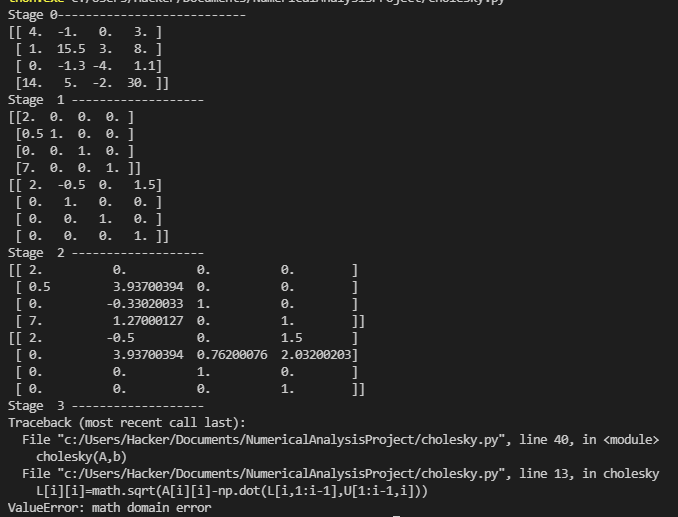 thonvexe c:/Users/Hacker/Documents/NumericalAnalysisProject/cholesky.py
Stage 0---------------------------
[[ 4.  -1.   0.   3. ]
 [ 1.  15.5  3.   8. ]
 [ 0.  -1.3 -4.   1.1]
 [14.   5.  -2.  30. ]]
Stage  1 -------------------
[[2.  0.  0.  0. ]
 [0.5 1.  0.  0. ]
 [0.  0.  1.  0. ]
 [7.  0.  0.  1. ]]
[[ 2.  -0.5  0.   1.5]
 [ 0.   1.   0.   0. ]
 [ 0.   0.   1.   0. ]
 [ 0.   0.   0.   1. ]]
Stage  2 -------------------
[[ 2.          0.          0.          0.        ]
 [ 0.5         3.93700394  0.          0.        ]
 [ 0.         -0.33020033  1.          0.        ]
 [ 7.          1.27000127  0.          1.        ]]
[[ 2.         -0.5         0.          1.5       ]
 [ 0.          3.93700394  0.76200076  2.03200203]
 [ 0.          0.          1.          0.        ]
 [ 0.          0.          0.          1.        ]]
Stage  3 -------------------
Traceback (most recent call last):
  File "c:/Users/Hacker/Documents/NumericalAnalysisProject/cholesky.py", line 40, in <module>
    cholesky(A,b)
  File "c:/Users/Hacker/Documents/NumericalAnalysisProject/cholesky.py", line 13, in cholesky
    L[i][i]=math.sqrt(A[i][i]-np.dot(L[i,1:i-1],U[1:i-1,i]))
ValueError: math domain error